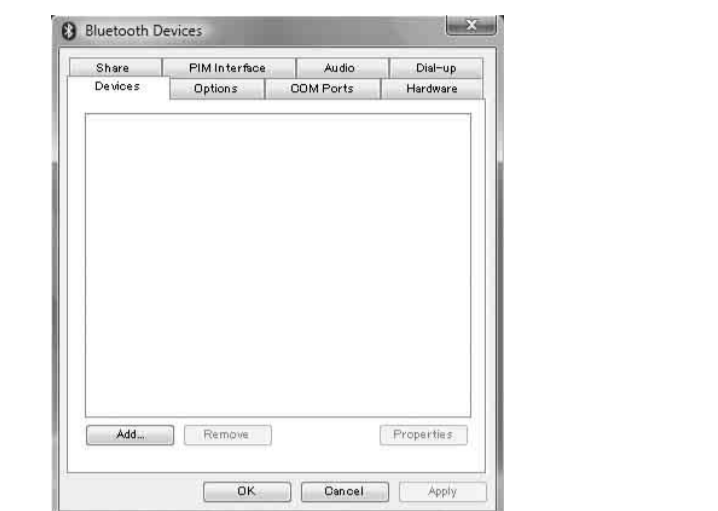 Bluetooth Devices
Share PIM Interface Audio Dial-up
Devices Options COM Ports Hardware
Add... Remove Properties
OK Cancel Apply